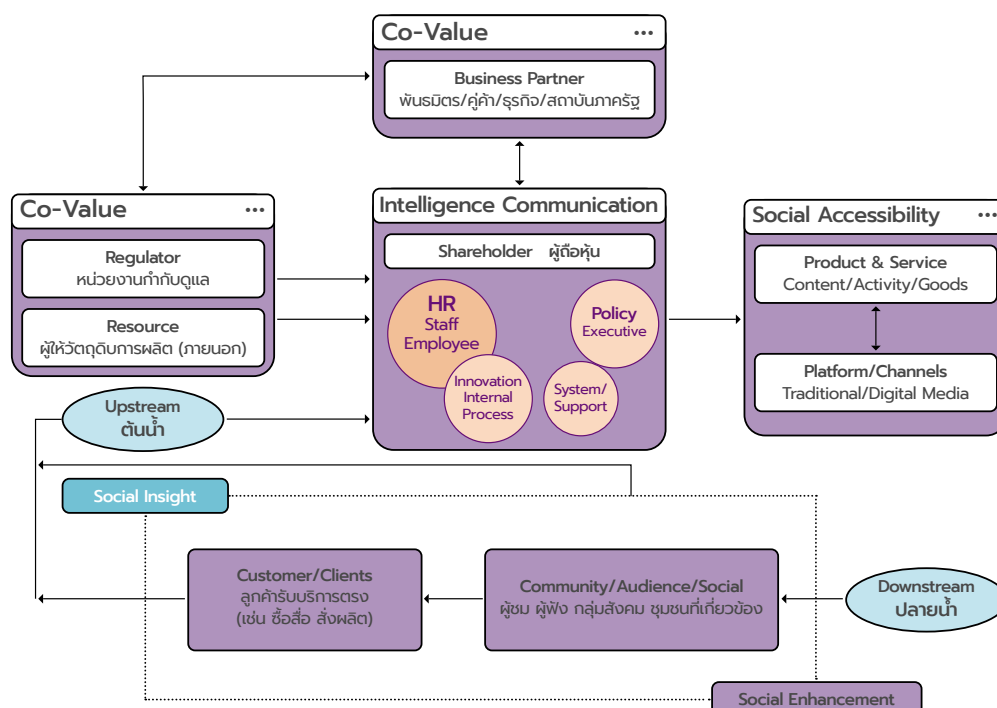 Co-Value
Business Partner
พันธมิตร/คู่ค้า/ธุรกิจ/สถาบันภาครัฐ
Co-Value
Regulator
หน่วยงานกำกับดูแล
Resource
ผู้ให้วัตถุดิบการผลิต (ภายนอก)
Intelligence Communication
Shareholder ผู้ถือหุ้น
HR
Staff
Employee
Policy
Executive
Innovation
Internal
Process
System/
Support
Social Accessibility
Product & Service
Content/Activity/Goods
Platform/Channels
Traditional/Digital Media
Upstream
ต้นน้ำ
Social Insight
Customer/Clients
ลูกค้ารับบริการตรง
(เช่น ซื้อสื่อ สั่งผลิต)
Community/Audience/Social
ผู้ชม ผู้ฟัง กลุ่มสังคม ชุมชนที่เกี่ยวข้อง
Downstream
ปลายน้ำ
Social Enhancement